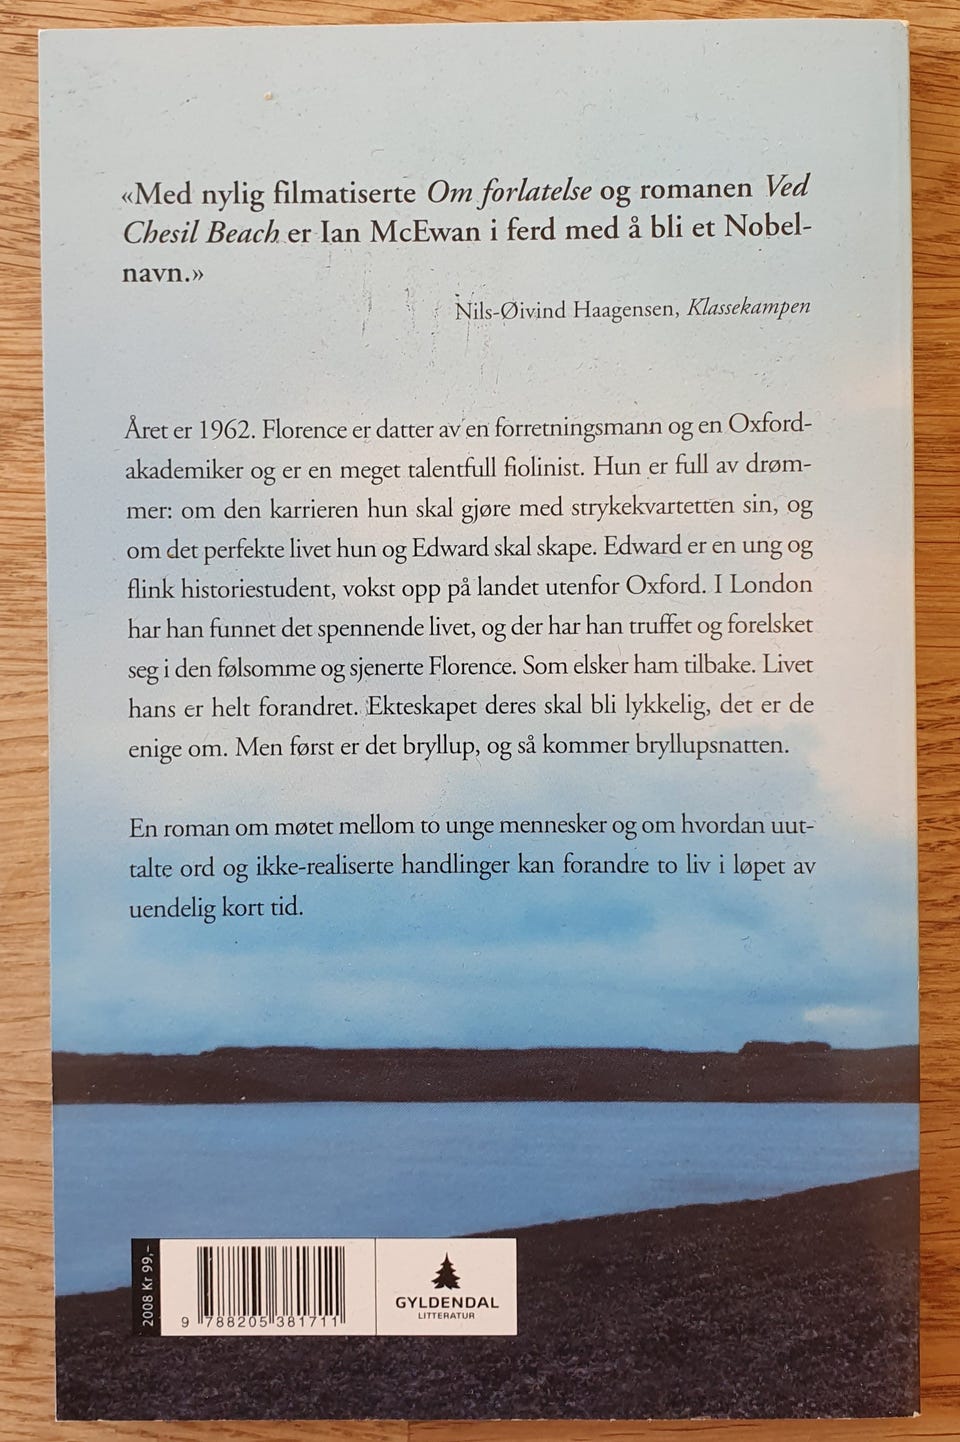 «Med nylig filmatiserte Om forlatelse og romanen Ved
Chesil Beach er Ian McEwan i ferd med å bli et Nobel-
navn.»
Nils-Øivind Haagensen, Klassekampen
Året er 1962. Florence er datter av en forretningsmann og en Oxford-
akademiker og er en meget talentfull fiolinist. Hun er full av drøm-
mer: om den karrieren hun skal gjøre med strykekvartetten sin, og
om det perfekte livet hun og Edward skal skape. Edward er en ung og
flink historiestudent, vokst opp på landet utenfor Oxford. I London
har han funnet det spennende livet, og der har han truffet og forelsket
seg i den følsomme og sjenerte Florence. Som elsker ham tilbake. Livet
hans er helt forandret. Ekteskapet deres skal bli lykkelig, det er de
enige om. Men først er det bryllup, og så kommer bryllupsnatten.
En roman om møtet mellom to unge mennesker og om hvordan uut-
talte ord og ikke-realiserte handlinger kan forandre to liv i løpet av
uendelig kort tid.
2008 Kr 99,–
9 788205 381711
GYLDENDAL
LITTERATUR